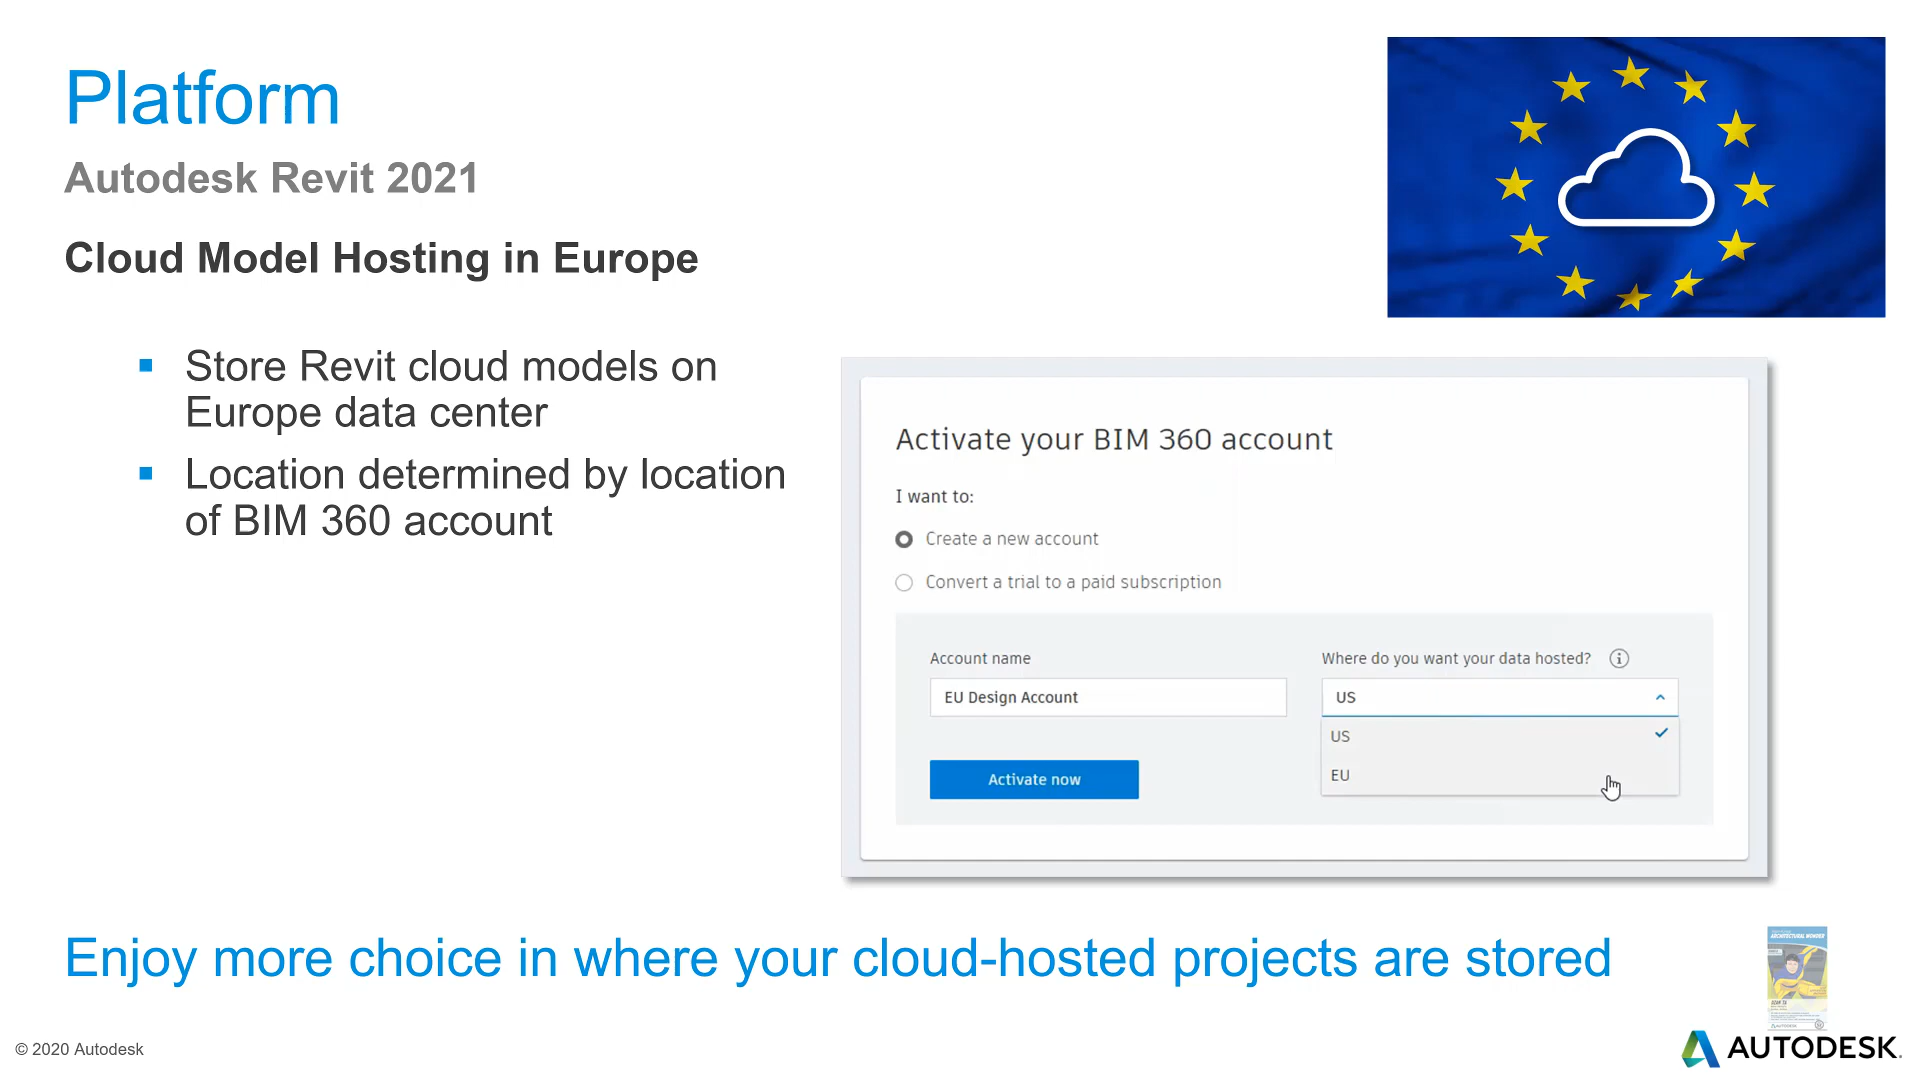 Platform
Autodesk Revit 2021
Cloud Model Hosting in Europe
▪ Store Revit cloud models on
Europe data center
▪ Location determined by location
of BIM 360 account
Activate your BIM 360 account
I want to:
Create a new account
Convert a trial to a paid subscription
Account name
EU Design Account
Activate now
Where do you want your data hosted?
US
US
EU
Enjoy more choice in where your cloud-hosted projects are stored
ARCHITECTURAL WONDER
© 2020 Autodesk
AUTODESK.